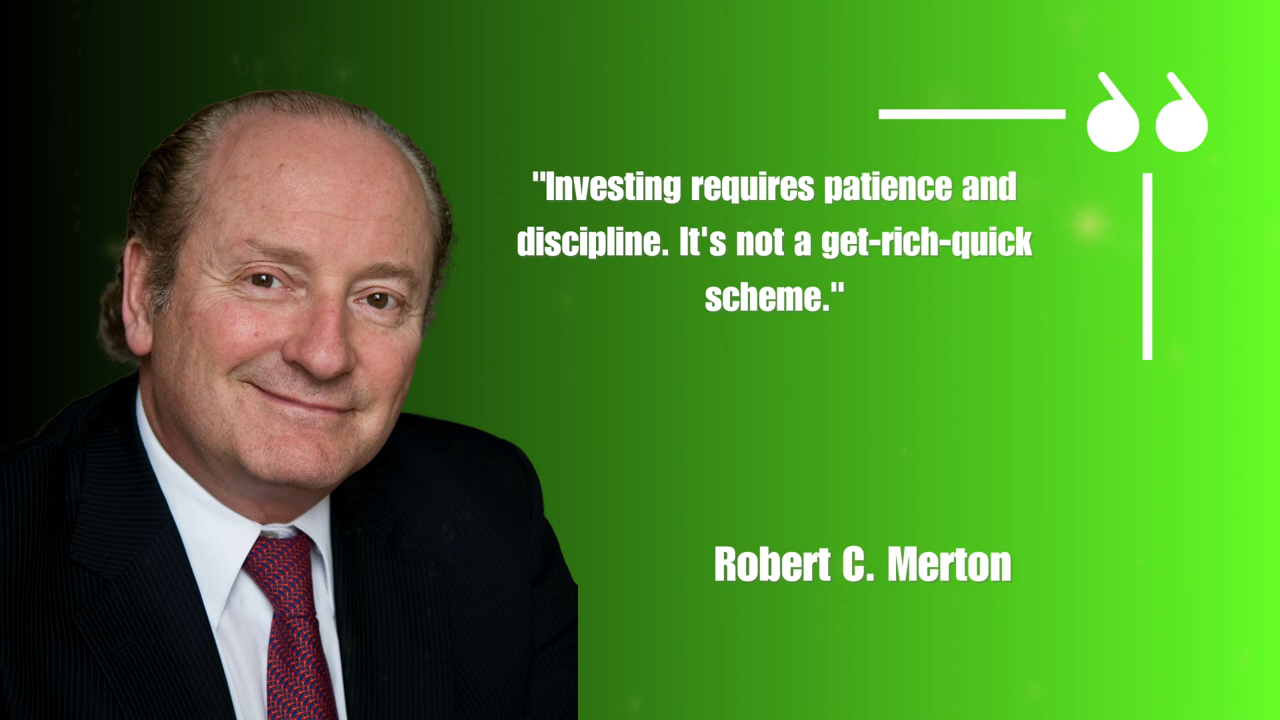 "Investing requires patience and
discipline. It's not a get-rich-quick
scheme."
Robert C. Merton